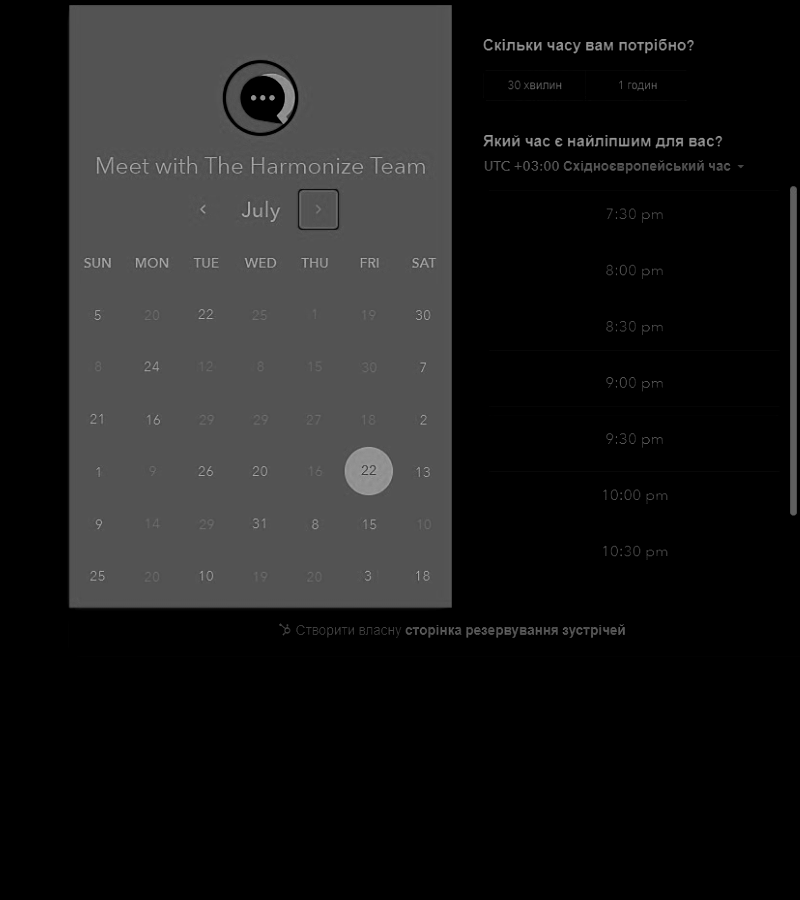 Meet with The Harmonize Team
July
SUN MON TUE WED THU FRI SAT
5 20 22 25 1 19 30
8 24 12 8 15 30 7
21 16 29 29 27 18 2
1 9 26 20 16 22 13
9 14 29 31 8 15 10
25 20 10 19 20 3 18
Скільки часу вам потрібно?
30 хвилин 1 годин
Який час є найліпшим для вас?
UTC +03:00 Східноєвропейський час
7:30 pm
8:00 pm
8:30 pm
9:00 pm
9:30 pm
10:00 pm
10:30 pm
Створити власну сторінка резервування зустрічей